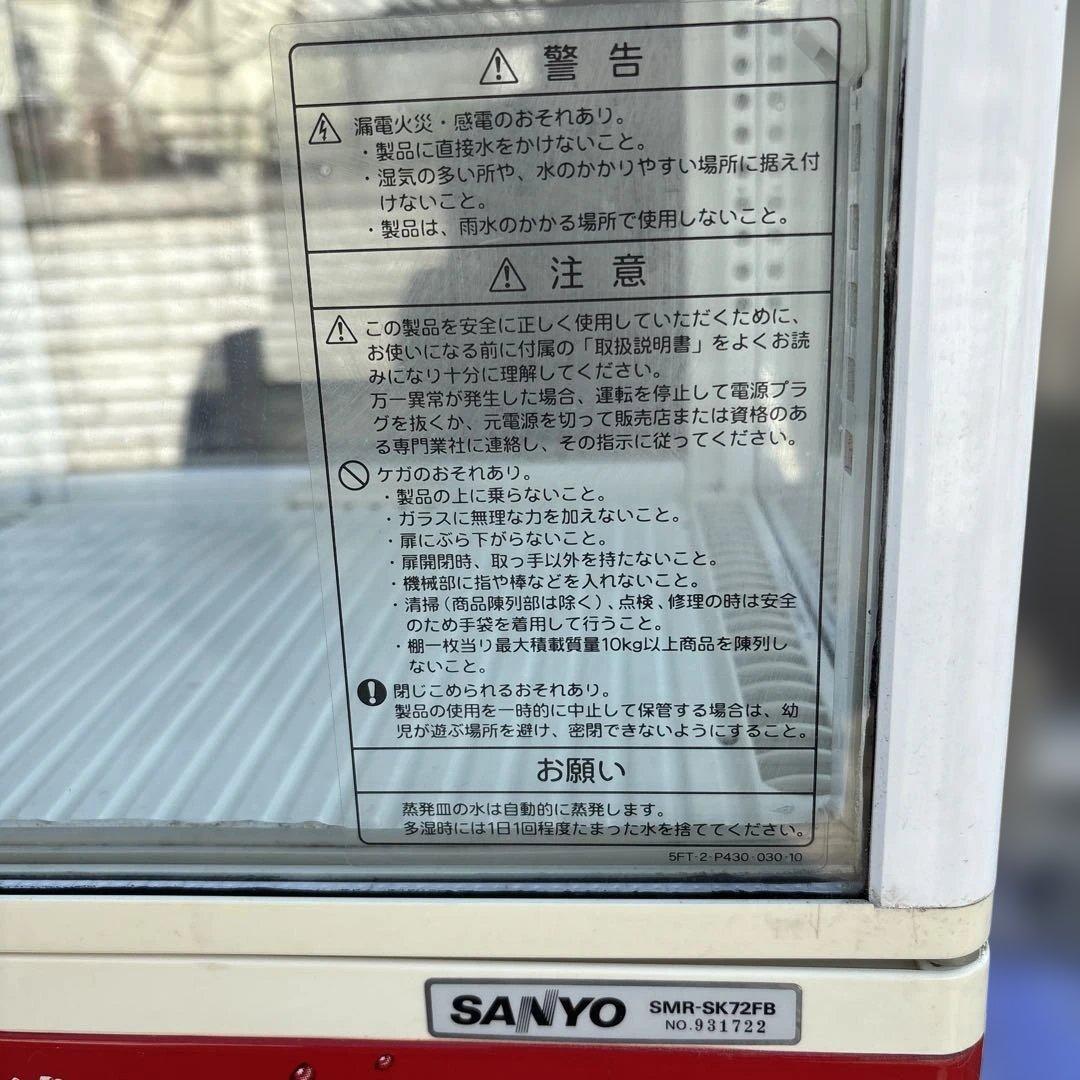 警告
漏電火災・感電のおそれあり。
・製品に直接水をかけないこと。
・湿気の多い所や、水のかかりやすい場所に据え付
けないこと。
・製品は、雨水のかかる場所で使用しないこと。
注意
この製品を安全に正しく使用していただくために、
お使いになる前に付属の「取扱説明書」をよくお読
みになり十分に理解してください。
万一異常が発生した場合、運転を停止して電源プラ
グを抜くか、元電源を切って販売店または資格のあ
る専門業社に連絡し、その指示に従ってください。
ケガのおそれあり。
・製品の上に乗らないこと。
・ガラスに無理な力を加えないこと。
・扉にぶら下がらないこと。
・扉開閉時、取っ手以外を持たないこと。
・機械部に指や棒などを入れないこと。
・清掃(商品陳列部は除く)、点検、修理の時は安全
のため手袋を着用して行うこと。
・棚一枚当り最大積載質量10kg以上商品を陳列し
ないこと。
閉じこめられるおそれあり。
製品の使用を一時的に中止して保管する場合は、幼
児が遊ぶ場所を避け、密閉できないようにすること。
お願い
蒸発皿の水は自動的に蒸発します。
多湿時には1日1回程度たまった水を捨ててください。
5FT-2-P430-030-10
SANYO SMR-SK72FB
NO.931722